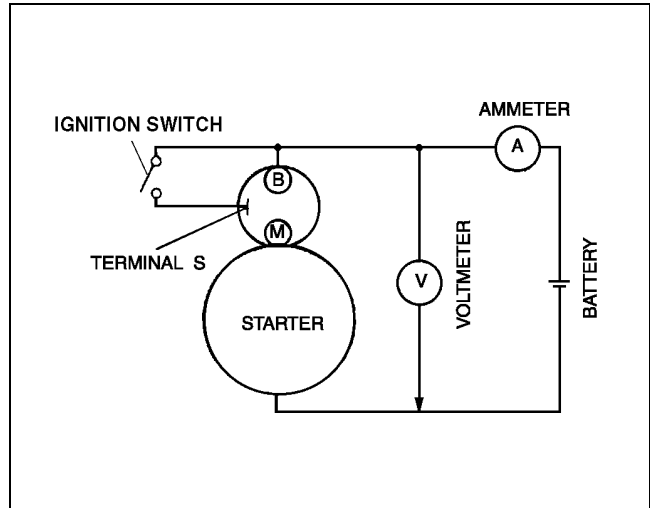 AMMETER
IGNITION SWITCH
A
B
M
TERMINAL S
V
VOLTMETER
BATTERY
STARTER